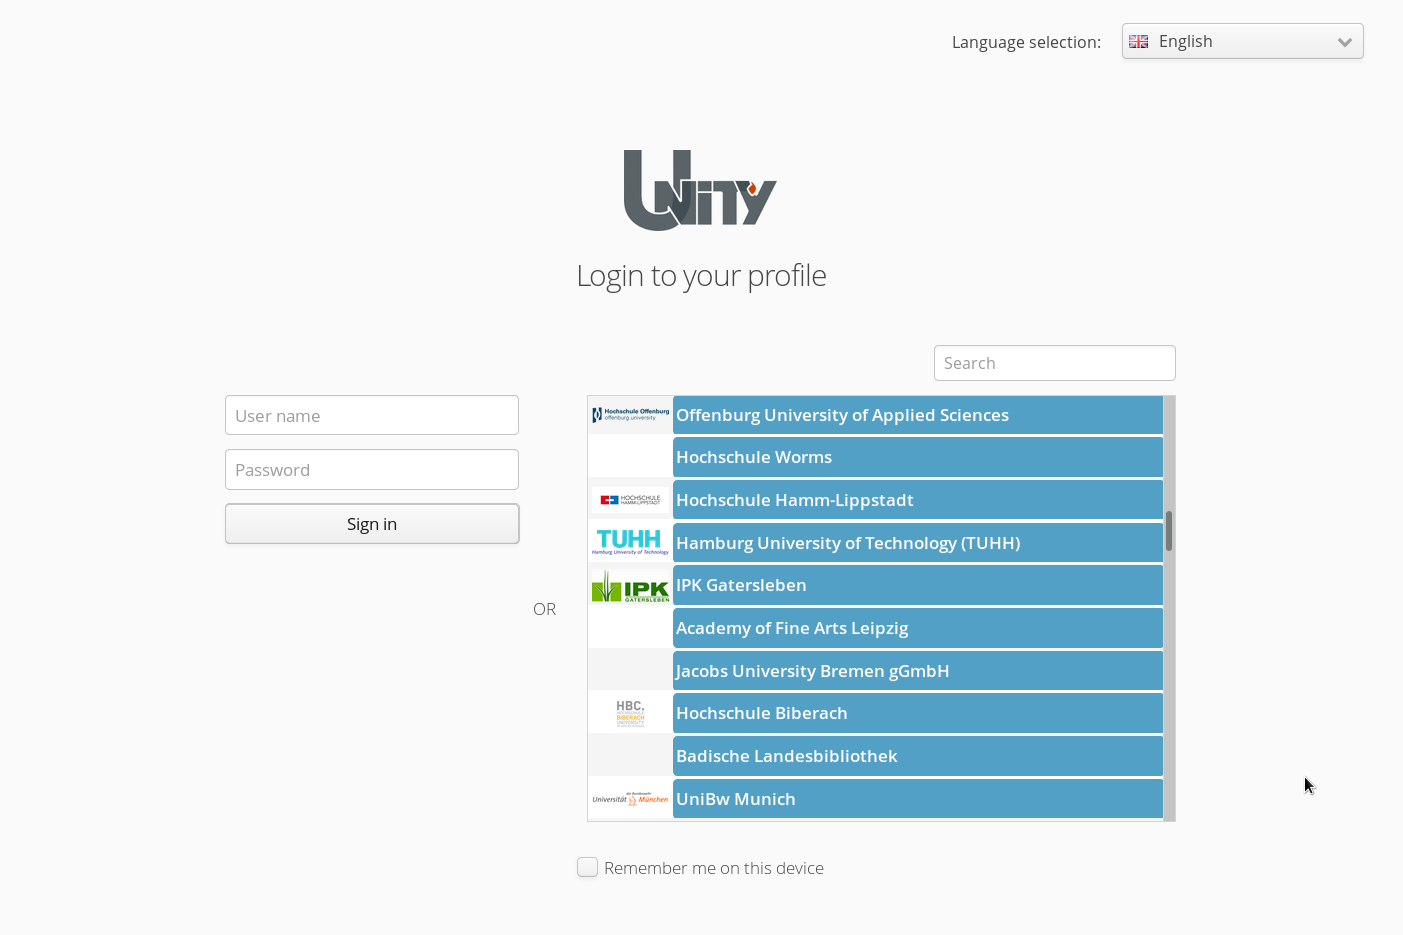 Language selection:
English
UNITY
Login to your profile
Search
User name
Password
Sign in
OR
Hochschule Offenburg
offenburg.university
Offenburg University of Applied Sciences
Hochschule Worms
HOCHSCHULE
HAMM-LIPPSTADT
Hochschule Hamm-Lippstadt
TUHH
Hamburg University of Technology
Hamburg University of Technology (TUHH)
IPK
GATERSLEBEN
IPK Gatersleben
Academy of Fine Arts Leipzig
Jacobs University Bremen gGmbH
HBC.
HOCHSCHULE
BIBERACH
UNIVERSITY
Hochschule Biberach
Badische Landesbibliothek
der Bundeswehr
Universität München
UniBw Munich
Remember me on this device